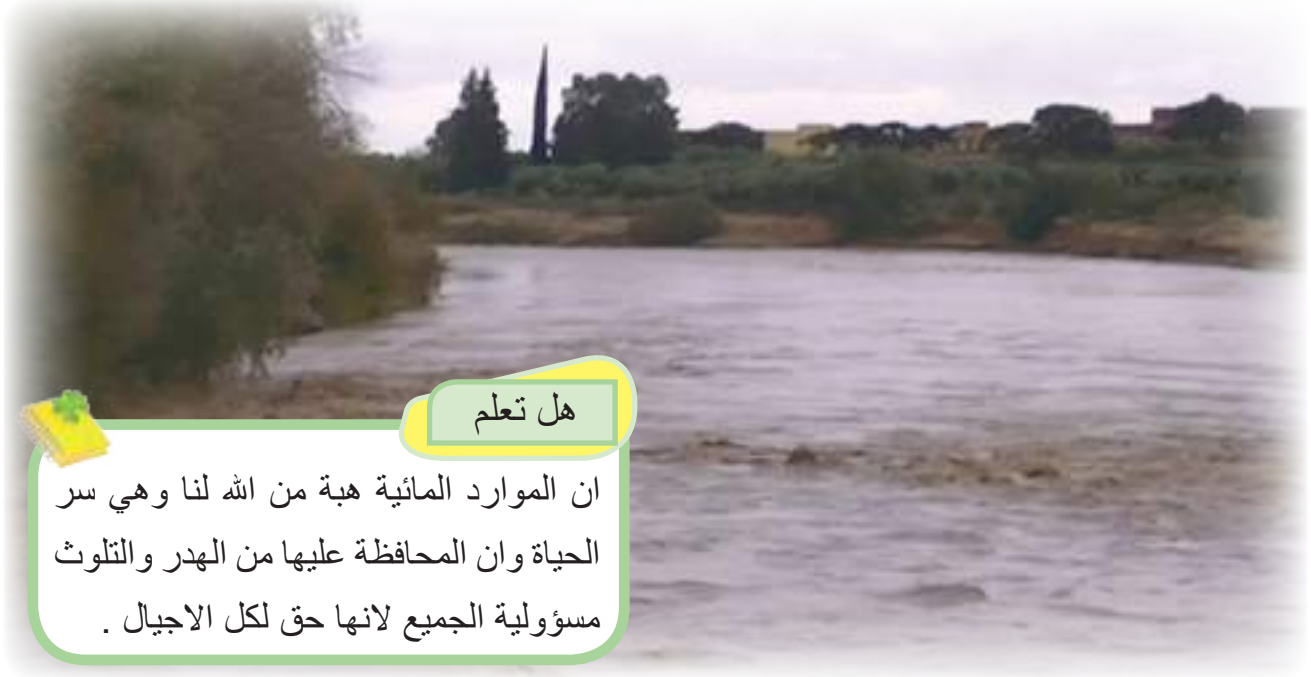 هل تعلم
ان الموارد المائية هبة من الله لنا وهي سر
الحياة وان المحافظة عليها من الهدر والتلوث
مسؤولية الجميع لانها حق لكل الاجيال .